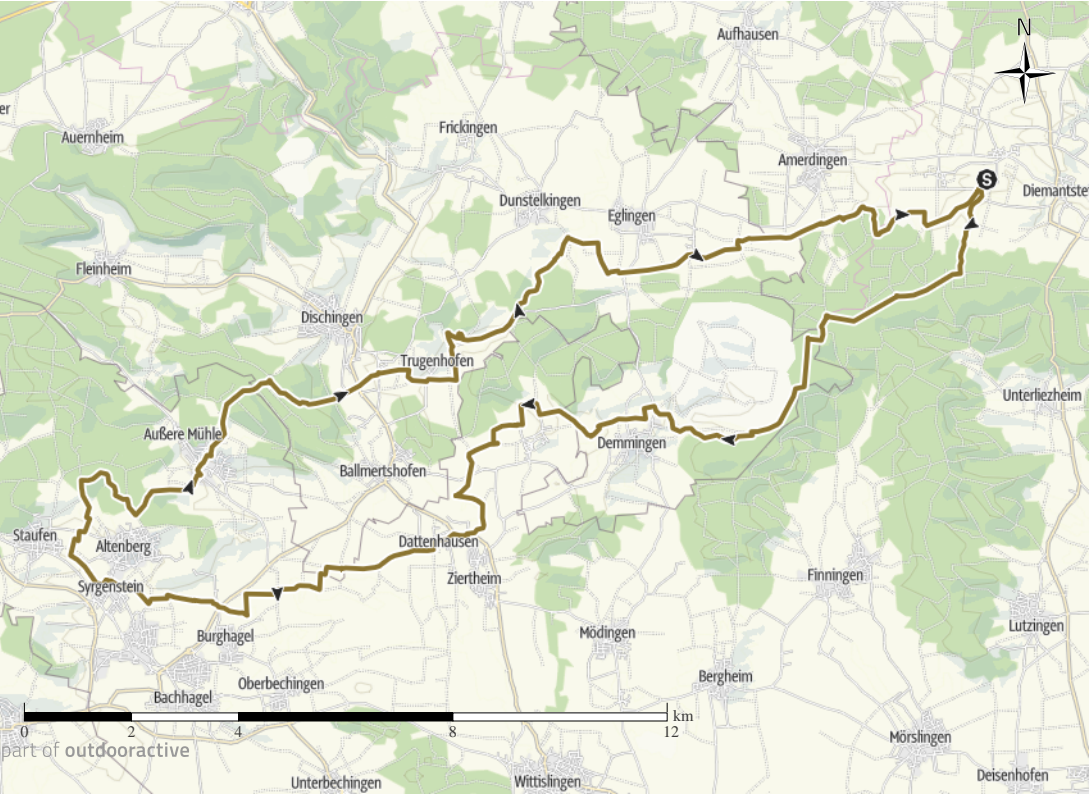 N
Aufhausen
er
Auernheim
Frickingen
Amerdingen
S
Diemantste
Dunstelkingen
Eglingen
Fleinheim
Dischingen
Trugenhofen
Unterliezheim
Äußere Mühle
Demmingen
Ballmertshofen
Staufen
Altenberg
Dattenhausen
Ziertheim
Finningen
Syrgenstein
Lutzingen
Burghagel
Mödingen
Bergheim
Oberbechingen
Bachhagel
km
0 2 4 8 12
Mörslingen
part of outdooractive
Unterbechingen
Wittislingen
Deisenhofen